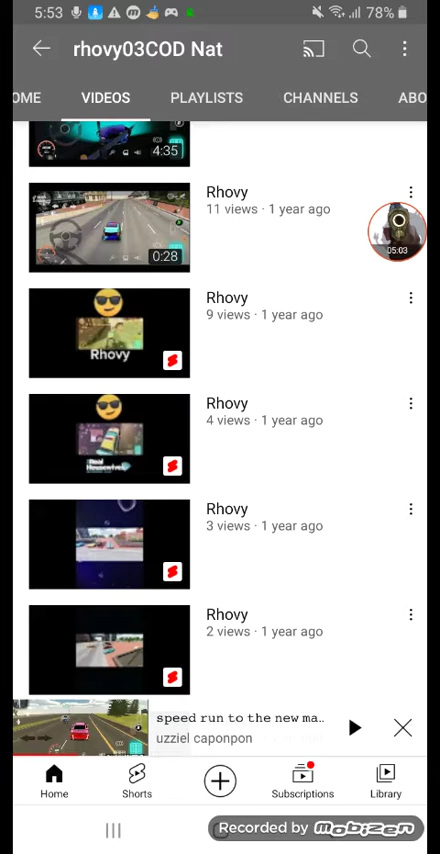 5:53
78%
rhovy03COD Nat
OME VIDEOS PLAYLISTS CHANNELS ABO
4:35
Rhovy
11 views · 1 year ago
0:28
05:03
Rhovy
9 views · 1 year ago
Rhovy
Rhovy
4 views · 1 year ago
Real
Housewives
Rhovy
3 views · 1 year ago
Rhovy
2 views · 1 year ago
speed run to the new ma..
uzziel caponpon
Home Shorts Subscriptions Library
Recorded by Mobizen